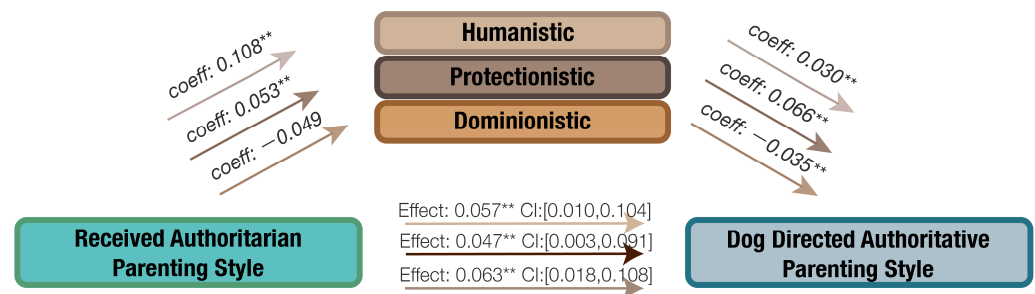 Humanistic
Protectionistic
Dominionistic
coeff: 0.108**
coeff: 0.053**
coeff: −0.049
coeff: 0.030**
coeff: 0.066**
coeff: −0.035**
Effect: 0.057** CI:[0.010,0.104]
Effect: 0.047** CI:[0.003,0.091]
Effect: 0.063** CI:[0.018,0.108]
Received Authoritarian
Parenting Style
Dog Directed Authoritative
Parenting Style